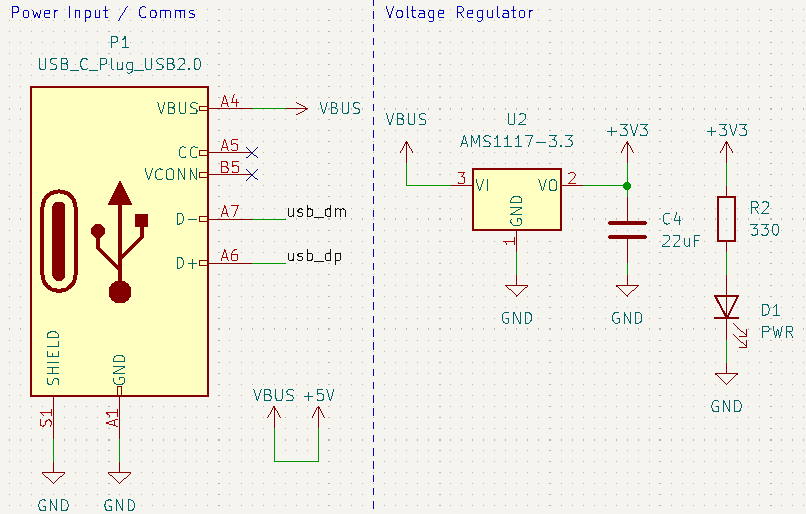 Power Input / Comms
P1
USB_C_Plug_USB2.0
VBUS A4 VBUS
CC A5
VCONN B5
D- A7 usb_dm
D+ A6 usb_dp
SHIELD
GND
S1
A1
GND
GND
VBUS +5V
Voltage Regulator
VBUS
U2
AMS1117-3.3
3 VI VO 2
GND
1
GND
+3V3
C4
22uF
GND
+3V3
R2
330
D1
PWR
GND